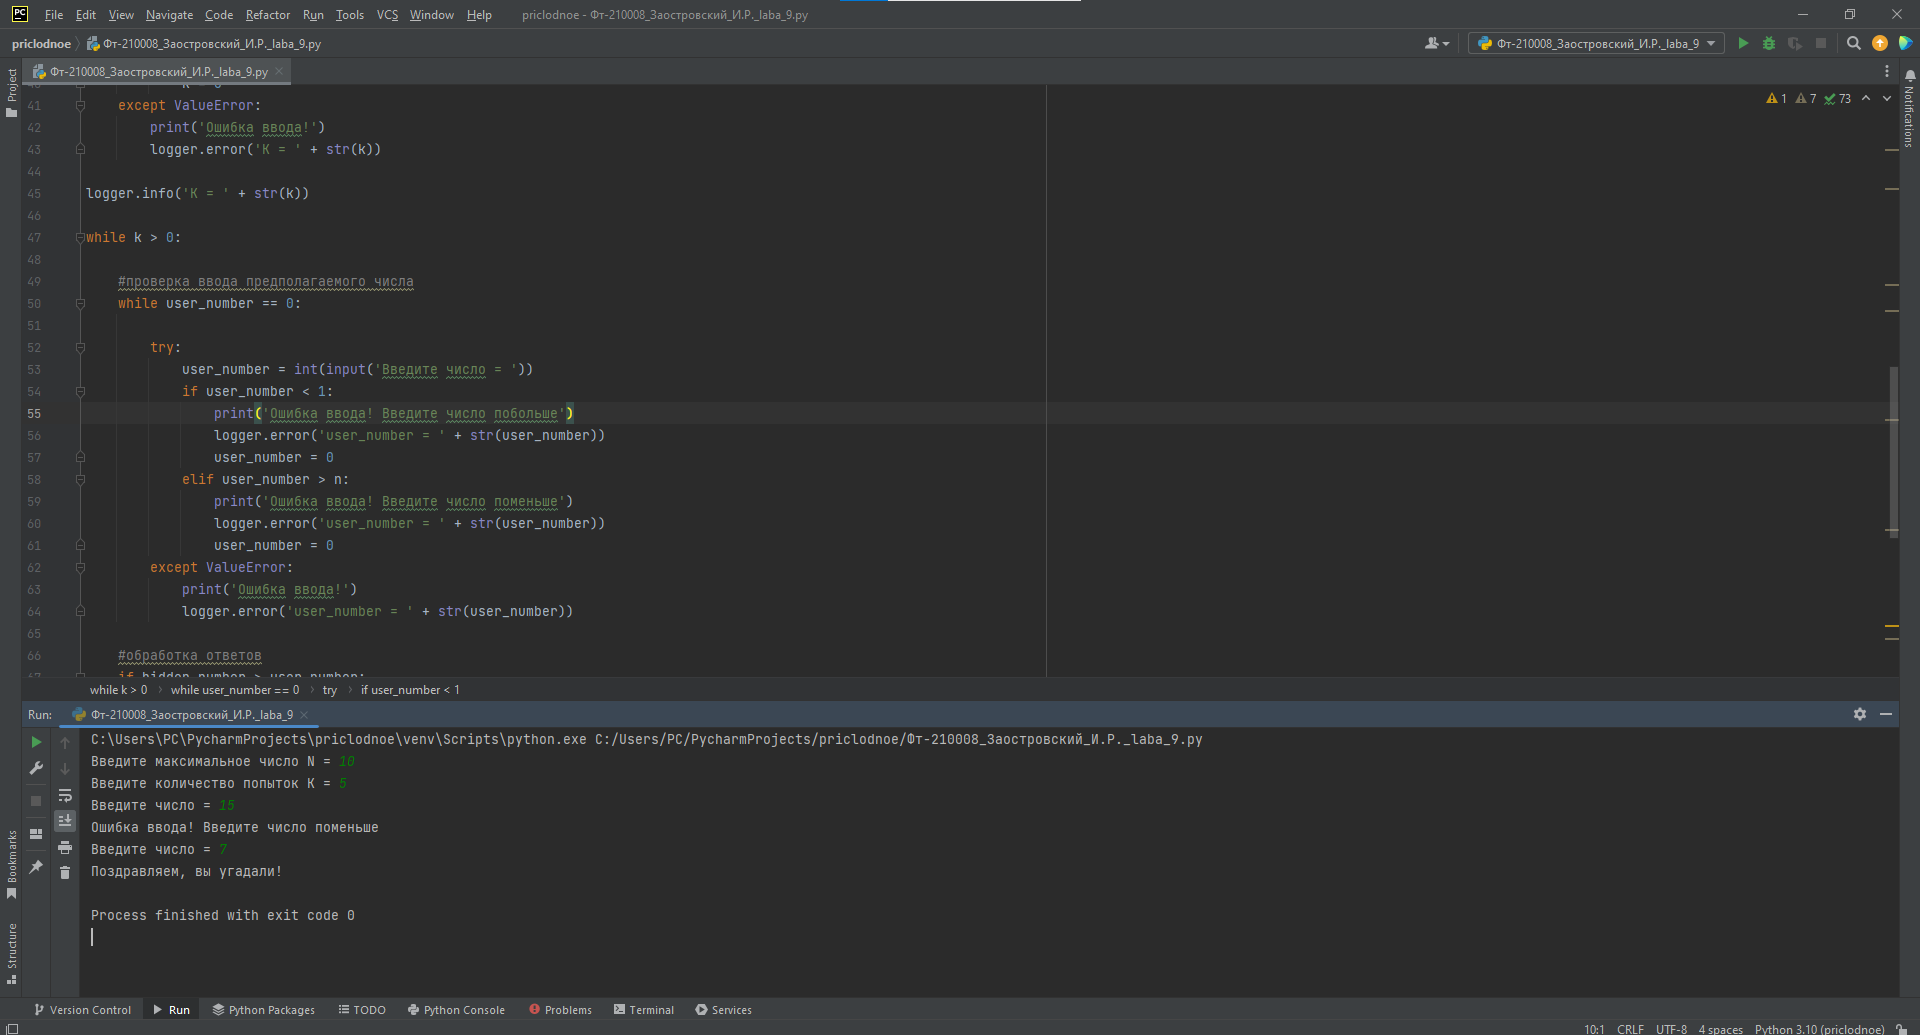 PC File Edit View Navigate Code Refactor Run Tools VCS Window Help priclodnoe - Фт-210008_Заостровский_И.Р._laba_9.py
priclodnoe Фт-210008_Заостровский_И.Р._laba_9.py Фт-210008_Заостровский_И.Р._laba_9
Project
Фт-210008_Заостровский_И.Р._laba_9.py
1 7 73
Notifications
41 except ValueError:
42 print('Ошибка ввода!')
43 logger.error('K = ' + str(k))
44
45 logger.info('K = ' + str(k))
46
47 while k > 0:
48
49 #проверка ввода предполагаемого числа
50 while user_number == 0:
51
52 try:
53 user_number = int(input('Введите число = '))
54 if user_number < 1:
55 print('Ошибка ввода! Введите число побольше')
56 logger.error('user_number = ' + str(user_number))
57 user_number = 0
58 elif user_number > n:
59 print('Ошибка ввода! Введите число поменьше')
60 logger.error('user_number = ' + str(user_number))
61 user_number = 0
62 except ValueError:
63 print('Ошибка ввода!')
64 logger.error('user_number = ' + str(user_number))
65
66 #обработка ответов
67 if hidden_number > user_number:
while k > 0 while user_number == 0 try if user_number < 1
Run: Фт-210008_Заостровский_И.Р._laba_9
C:\Users\PC\PycharmProjects\priclodnoe\venv\Scripts\python.exe C:/Users/PC/PycharmProjects/priclodnoe/Фт-210008_Заостровский_И.Р._laba_9.py
Введите максимальное число N = 10
Введите количество попыток K = 5
Введите число = 15
Ошибка ввода! Введите число поменьше
Введите число = 7
Поздравляем, вы угадали!
Process finished with exit code 0
Bookmarks
Structure
Version Control Run Python Packages TODO Python Console Problems Terminal Services
10:1 CRLF UTF-8 4 spaces Python 3.10 (priclodnoe)